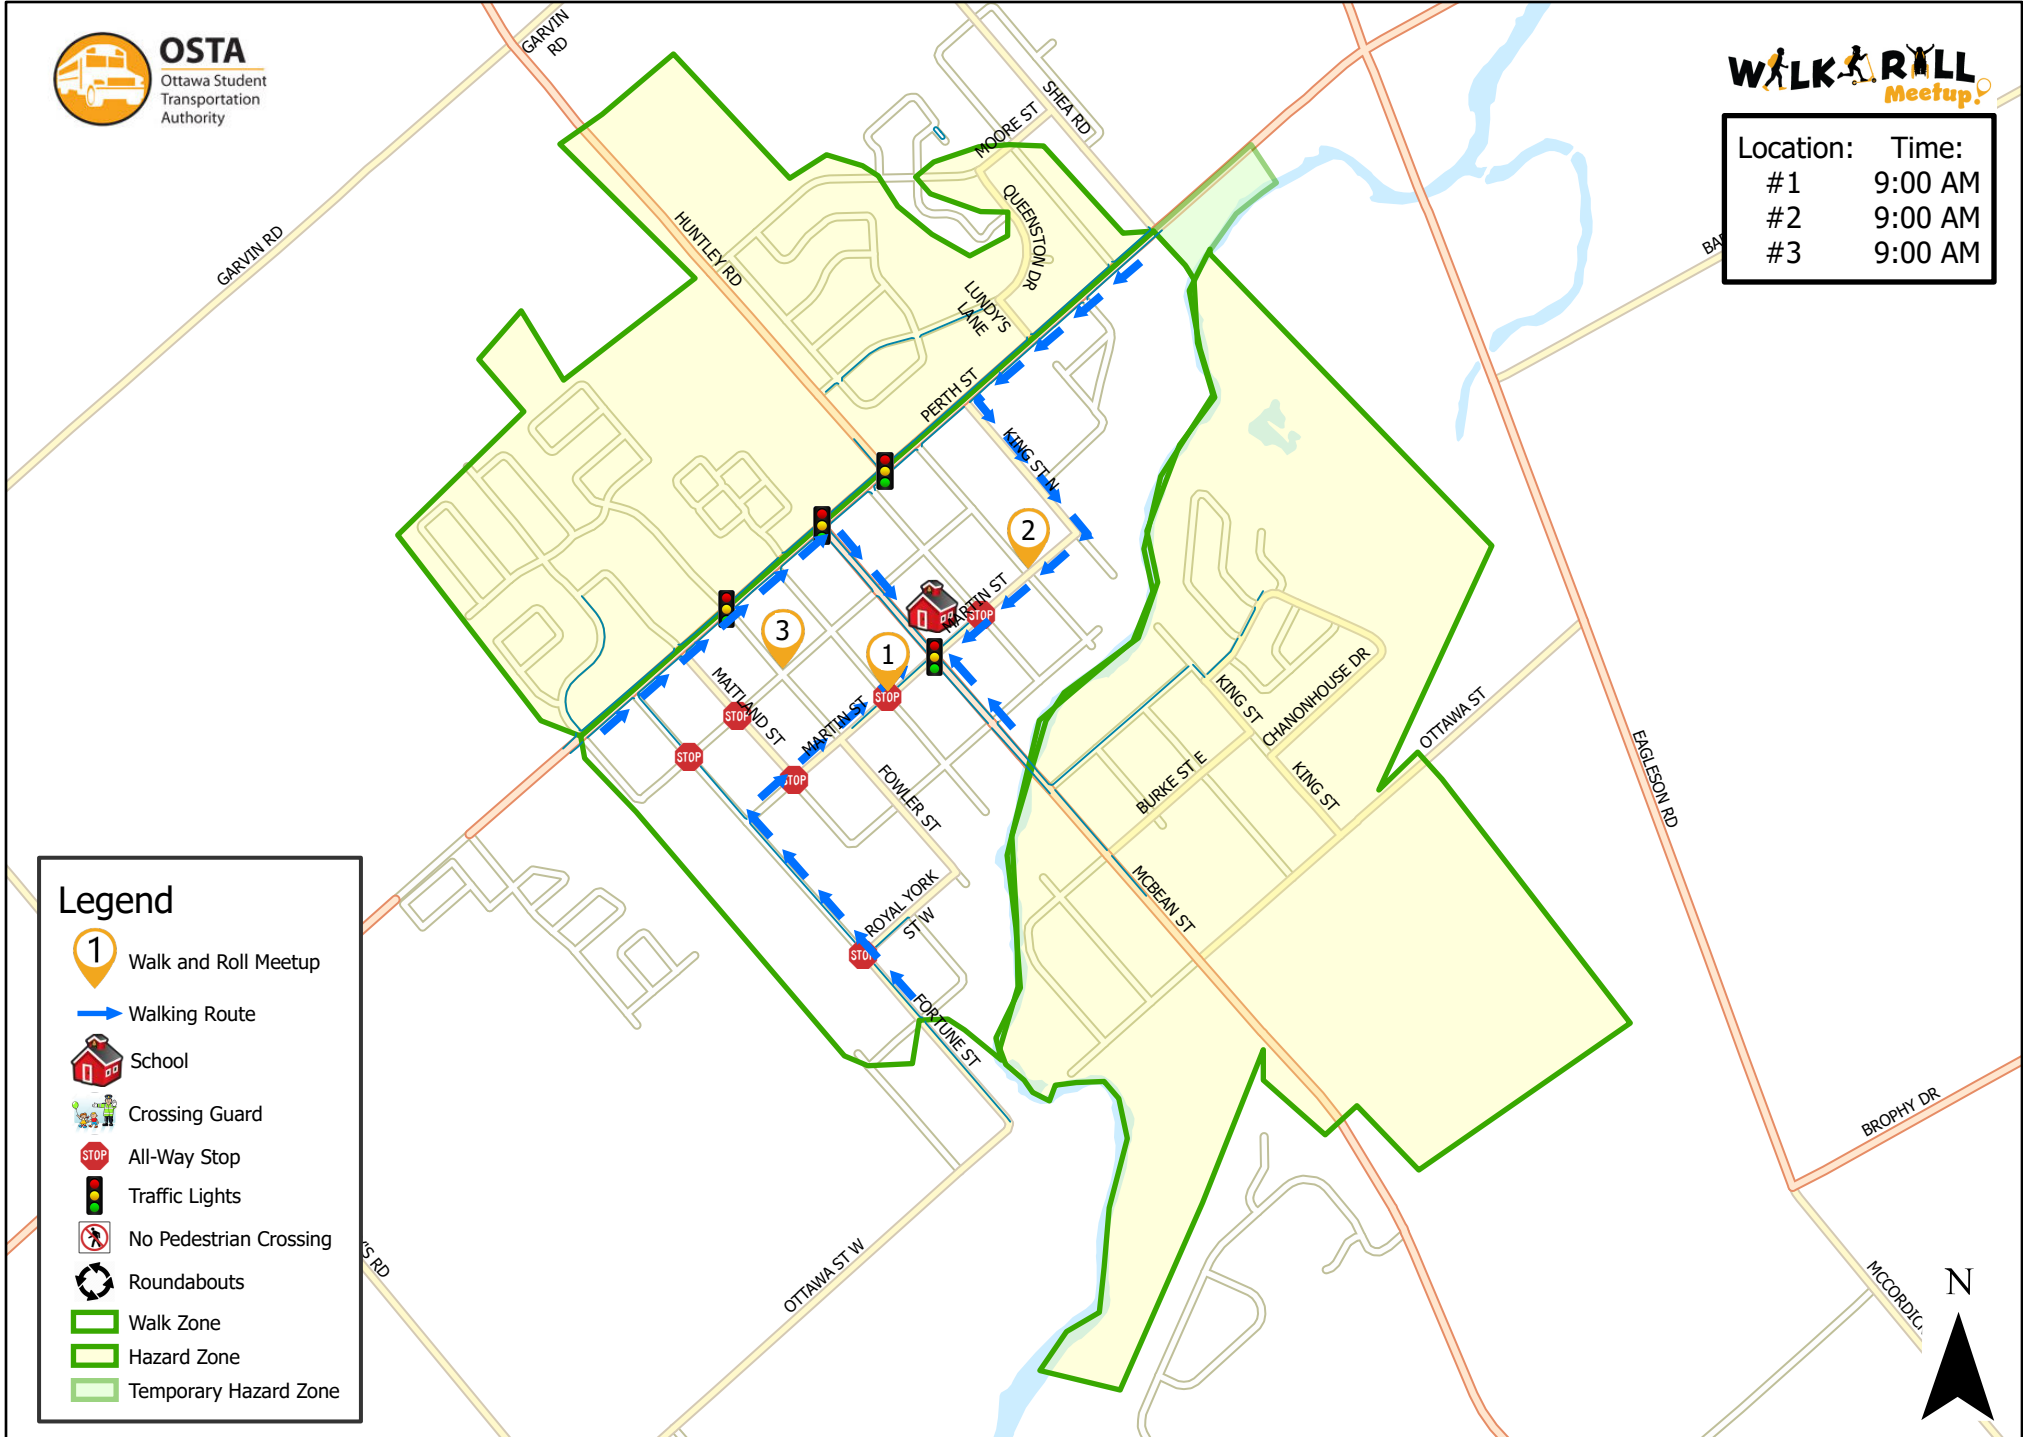 OSTA
Ottawa Student
Transportation
Authority
WALK & ROLL
Meetup!
Location: Time:
#1 9:00 AM
#2 9:00 AM
#3 9:00 AM
GARVIN
RD
GARVIN RD
HUNTLEY RD
SHEA RD
MOORE ST
QUEENSTON DR
LUNDY'S
LANE
PERTH ST
KING ST N
2
MARTIN ST
STOP
3
1
STOP
MAITLAND ST
STOP
MARTIN ST
STOP
STOP
FOWLER ST
ROYAL YORK
ST W
STOP
FORTUNE ST
KING ST
CHANONHOUSE DR
OTTAWA ST
BURKE ST E
KING ST
MCBEAN ST
EAGLESON RD
BROPHY DR
OTTAWA ST W
'S RD
Legend
1 Walk and Roll Meetup
Walking Route
School
Crossing Guard
STOP All-Way Stop
Traffic Lights
No Pedestrian Crossing
Roundabouts
Walk Zone
Hazard Zone
Temporary Hazard Zone
N